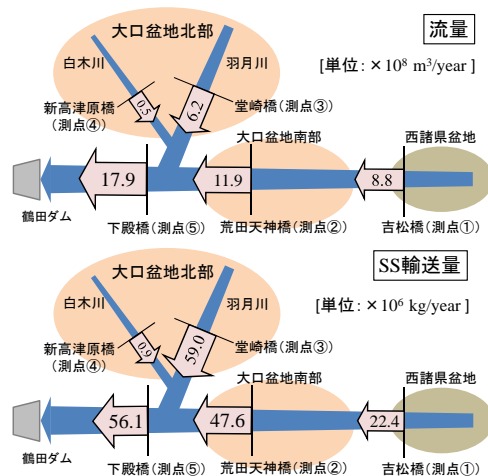 大口盆地北部
流量
白木川
羽月川
[単位：×10⁸ m³/year]
新高津原橋
(測点④)
0.5
6.2
堂崎橋(測点③)
大口盆地南部
西諸県盆地
17.9
11.9
8.8
鶴田ダム
下殿橋(測点⑤)
荒田天神橋(測点②)
吉松橋(測点①)
大口盆地北部
SS輸送量
白木川
羽月川
[単位：×10⁶ kg/year]
新高津原橋
(測点④)
0.9
59.0
堂崎橋(測点③)
大口盆地南部
西諸県盆地
56.1
47.6
22.4
鶴田ダム
下殿橋(測点⑤)
荒田天神橋(測点②)
吉松橋(測点①)